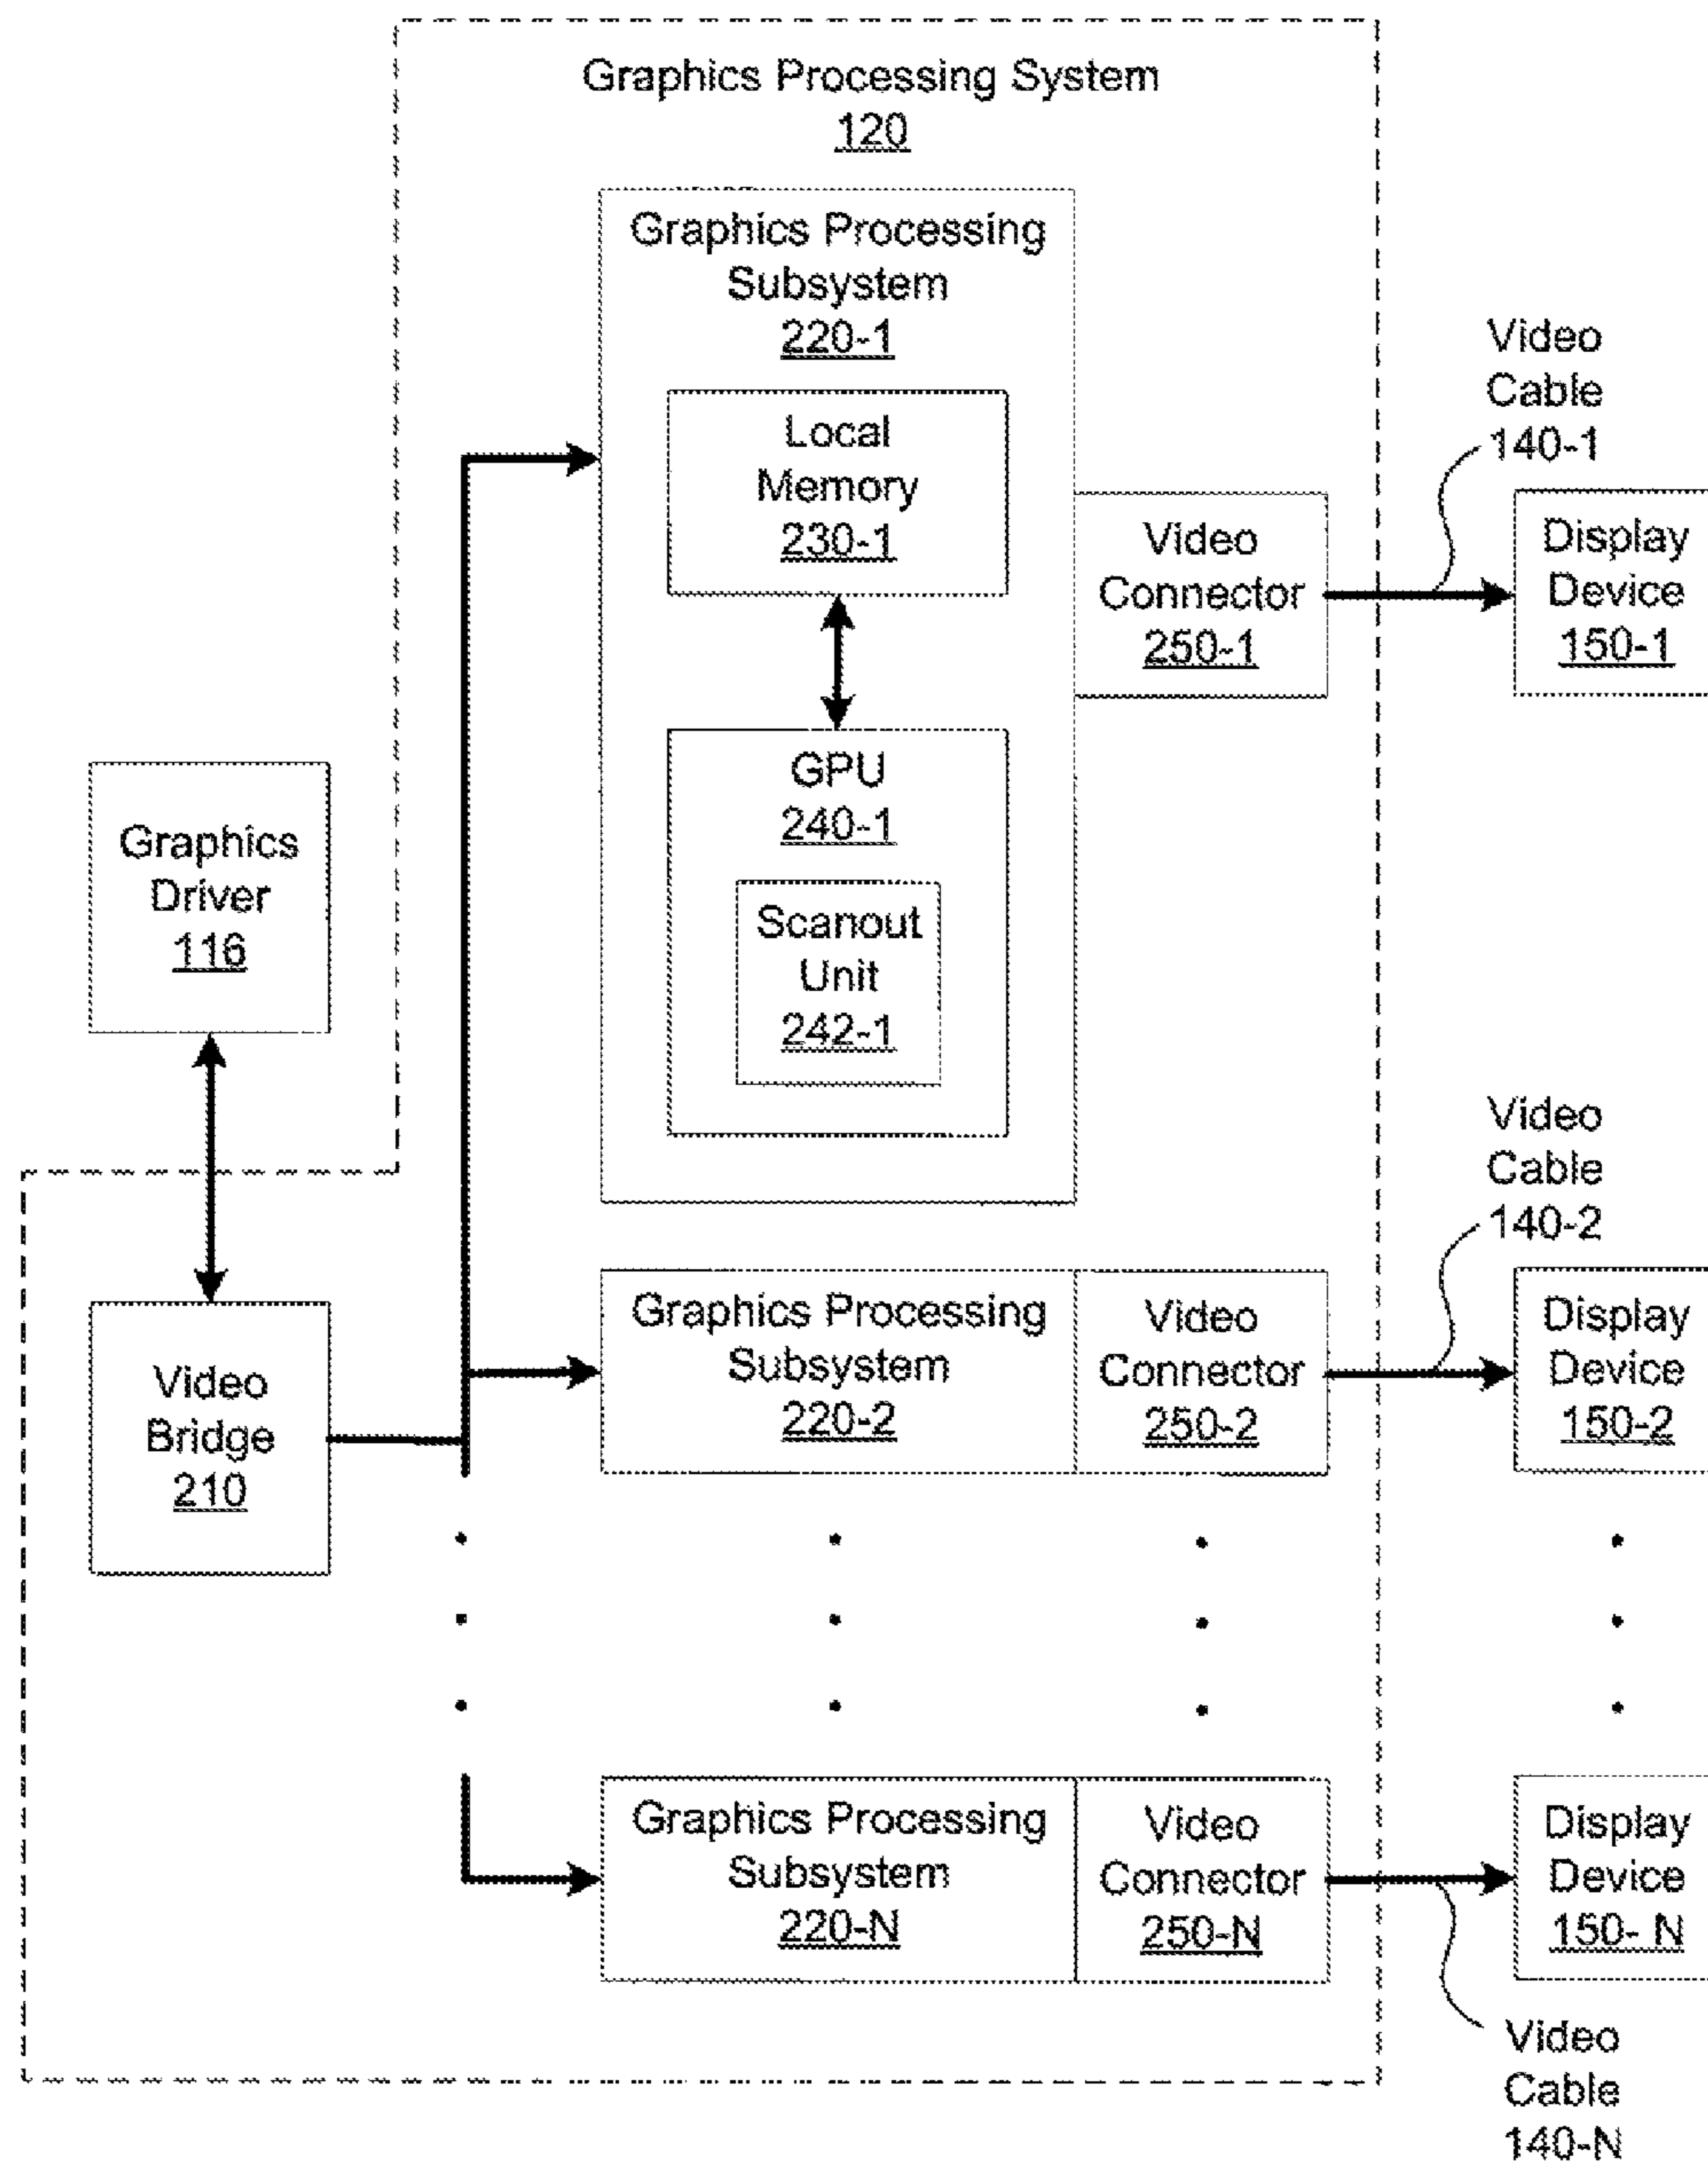 Graphics Processing System
120
Graphics Processing
Subsystem
220-1
Local
Memory
230-1
GPU
240-1
Scanout
Unit
242-1
Video
Connector
250-1
Video
Cable
140-1
Display
Device
150-1
Graphics
Driver
116
Video
Bridge
210
Graphics Processing
Subsystem
220-2
Video
Connector
250-2
Video
Cable
140-2
Display
Device
150-2
Graphics Processing
Subsystem
220-N
Video
Connector
250-N
Display
Device
150- N
Video
Cable
140-N